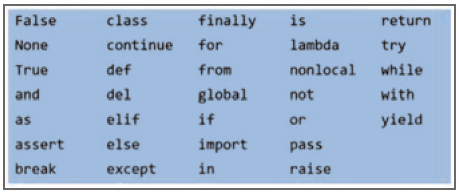 False class finally is return
None continue for lambda try
True def from nonlocal while
and del global not with
as elif if or yield
assert else import pass
break except in raise